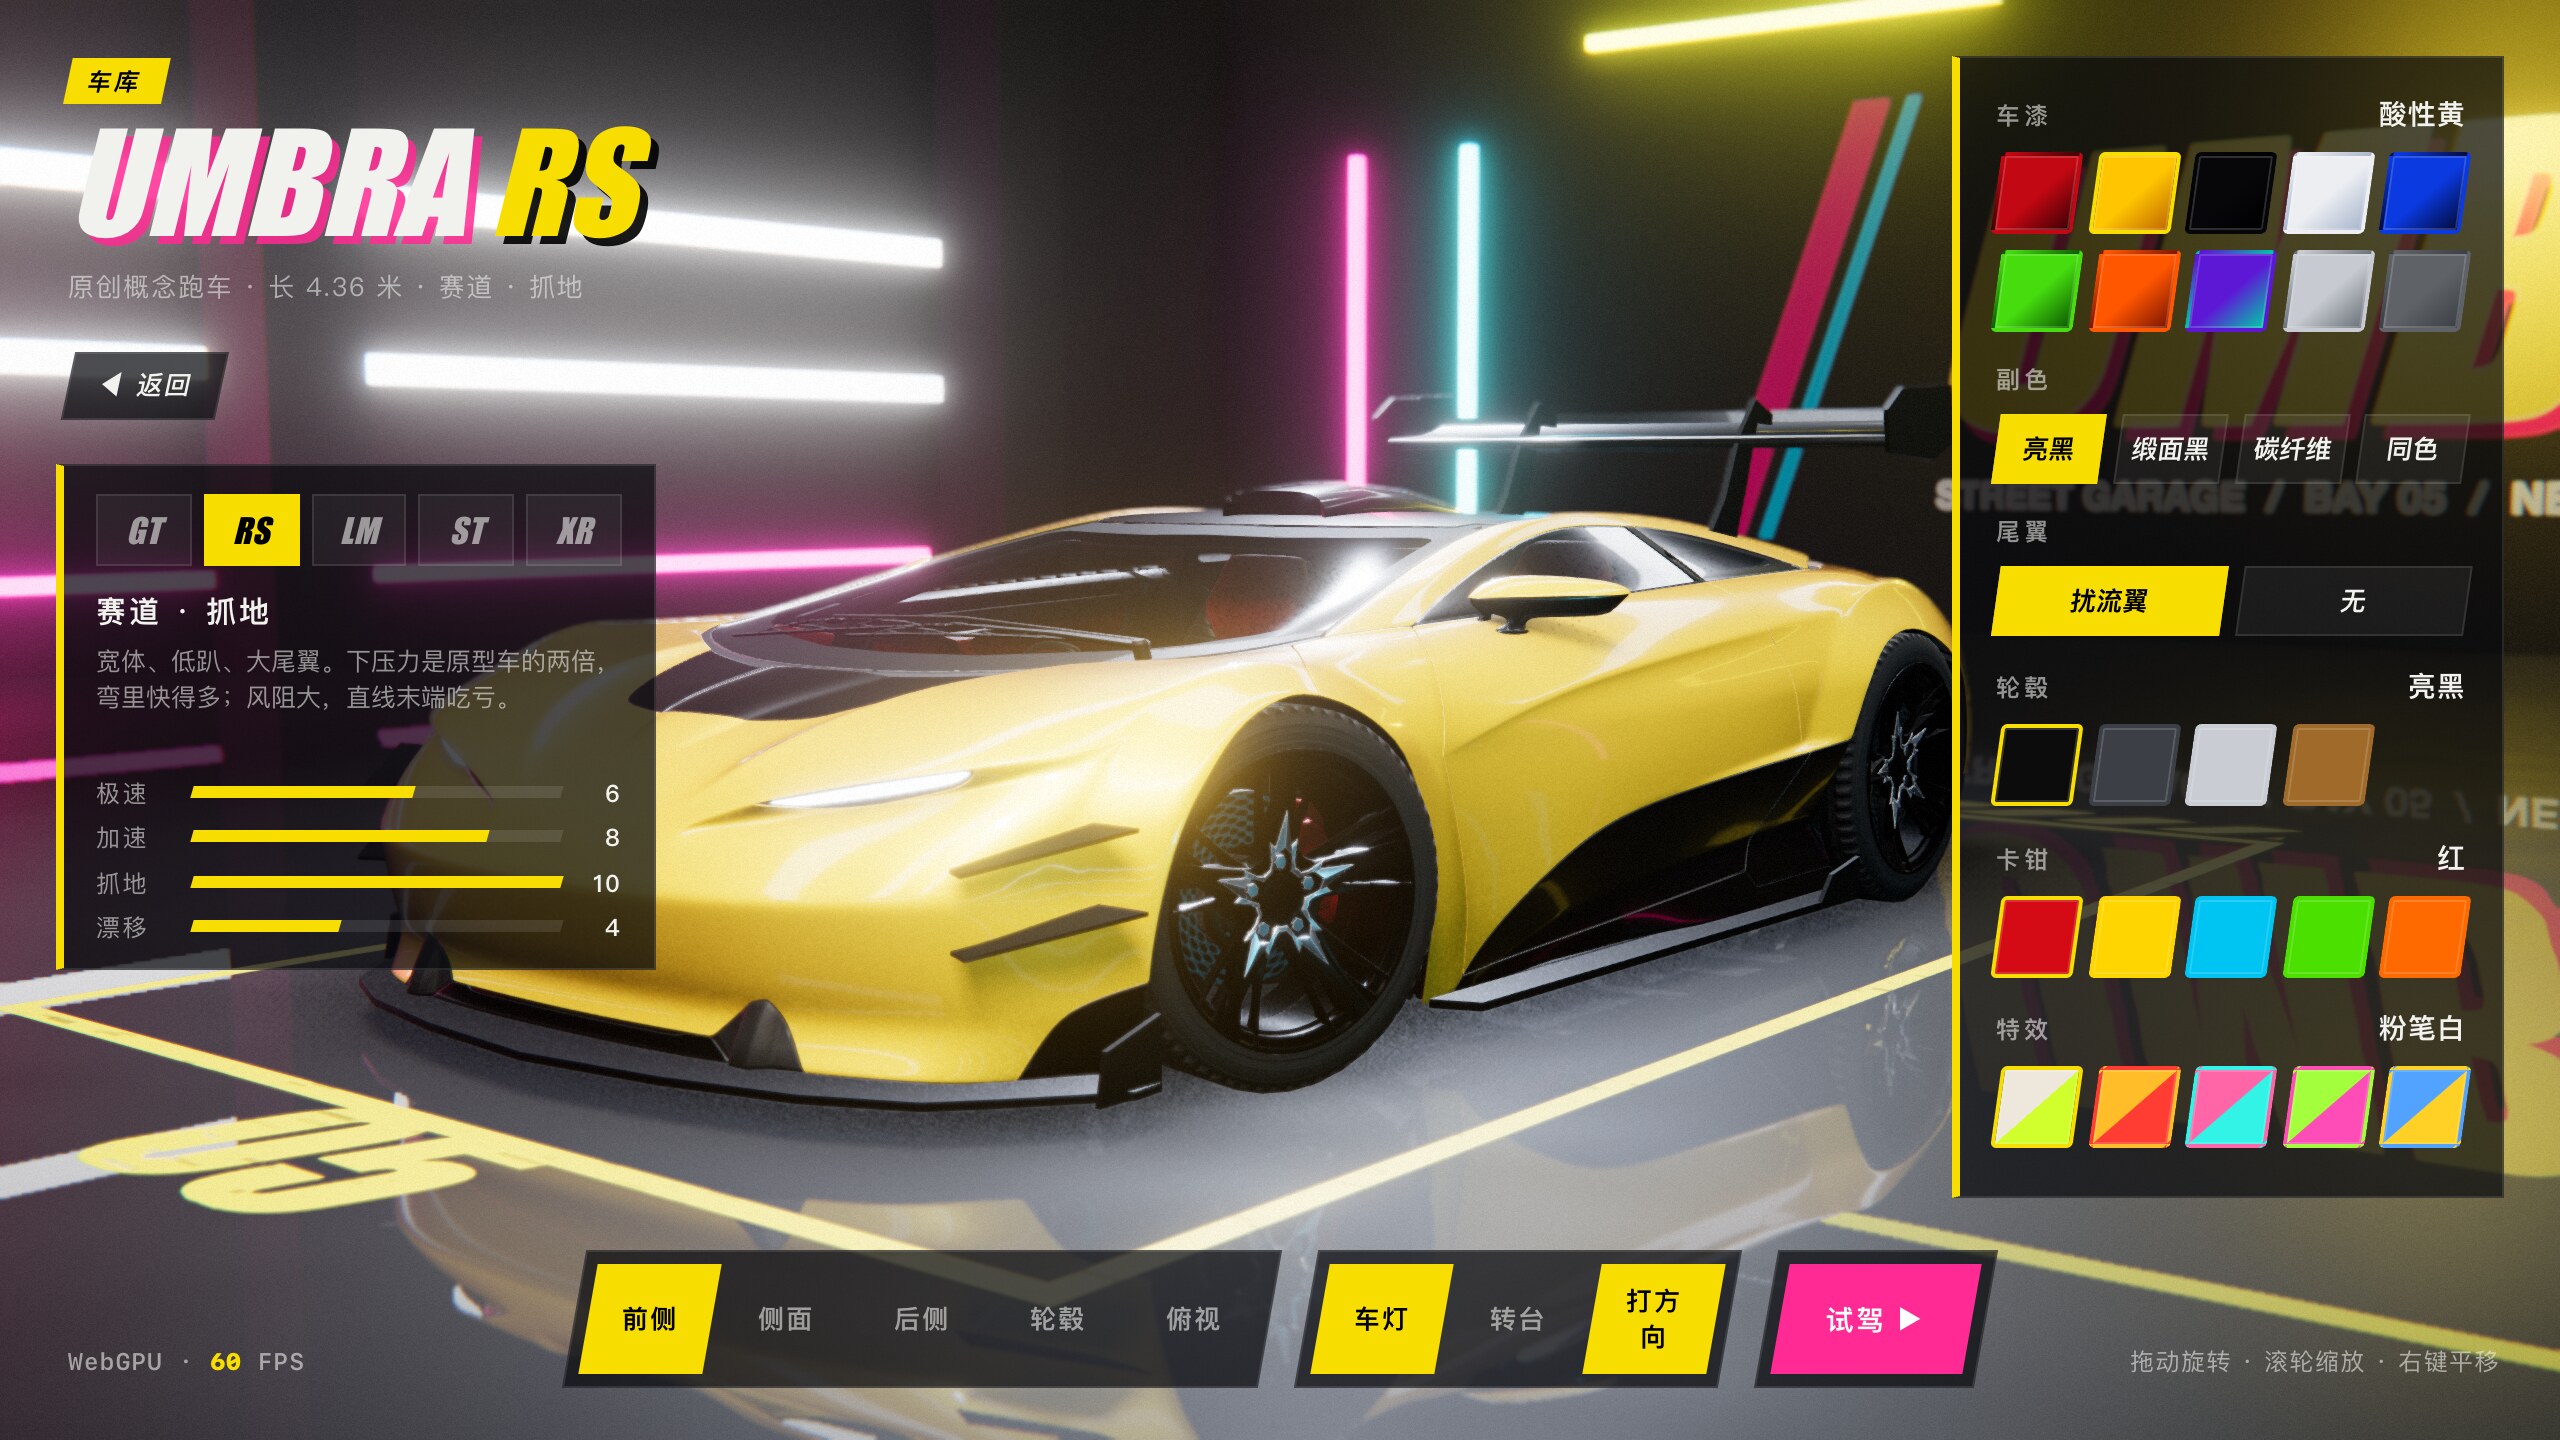 车库
UMBRA RS
原创概念跑车 · 长 4.36 米 · 赛道 · 抓地
◀ 返回
GT RS LM ST XR
赛道 · 抓地
宽体、低趴、大尾翼。下压力是原型车的两倍,
弯里快得多；风阻大，直线末端吃亏。
极速 6
加速 8
抓地 10
漂移 4
车漆 酸性黄
副色
亮黑 缎面黑 碳纤维 同色
STREET GARAGE / BAY 05 / NE
尾翼
扰流翼 无
轮毂 亮黑
卡钳 红
特效 粉笔白
05
前侧 侧面 后侧 轮毂 俯视
车灯 转台 打方
向
试驾 ▶
WebGPU · 60 FPS
拖动旋转 · 滚轮缩放 · 右键平移